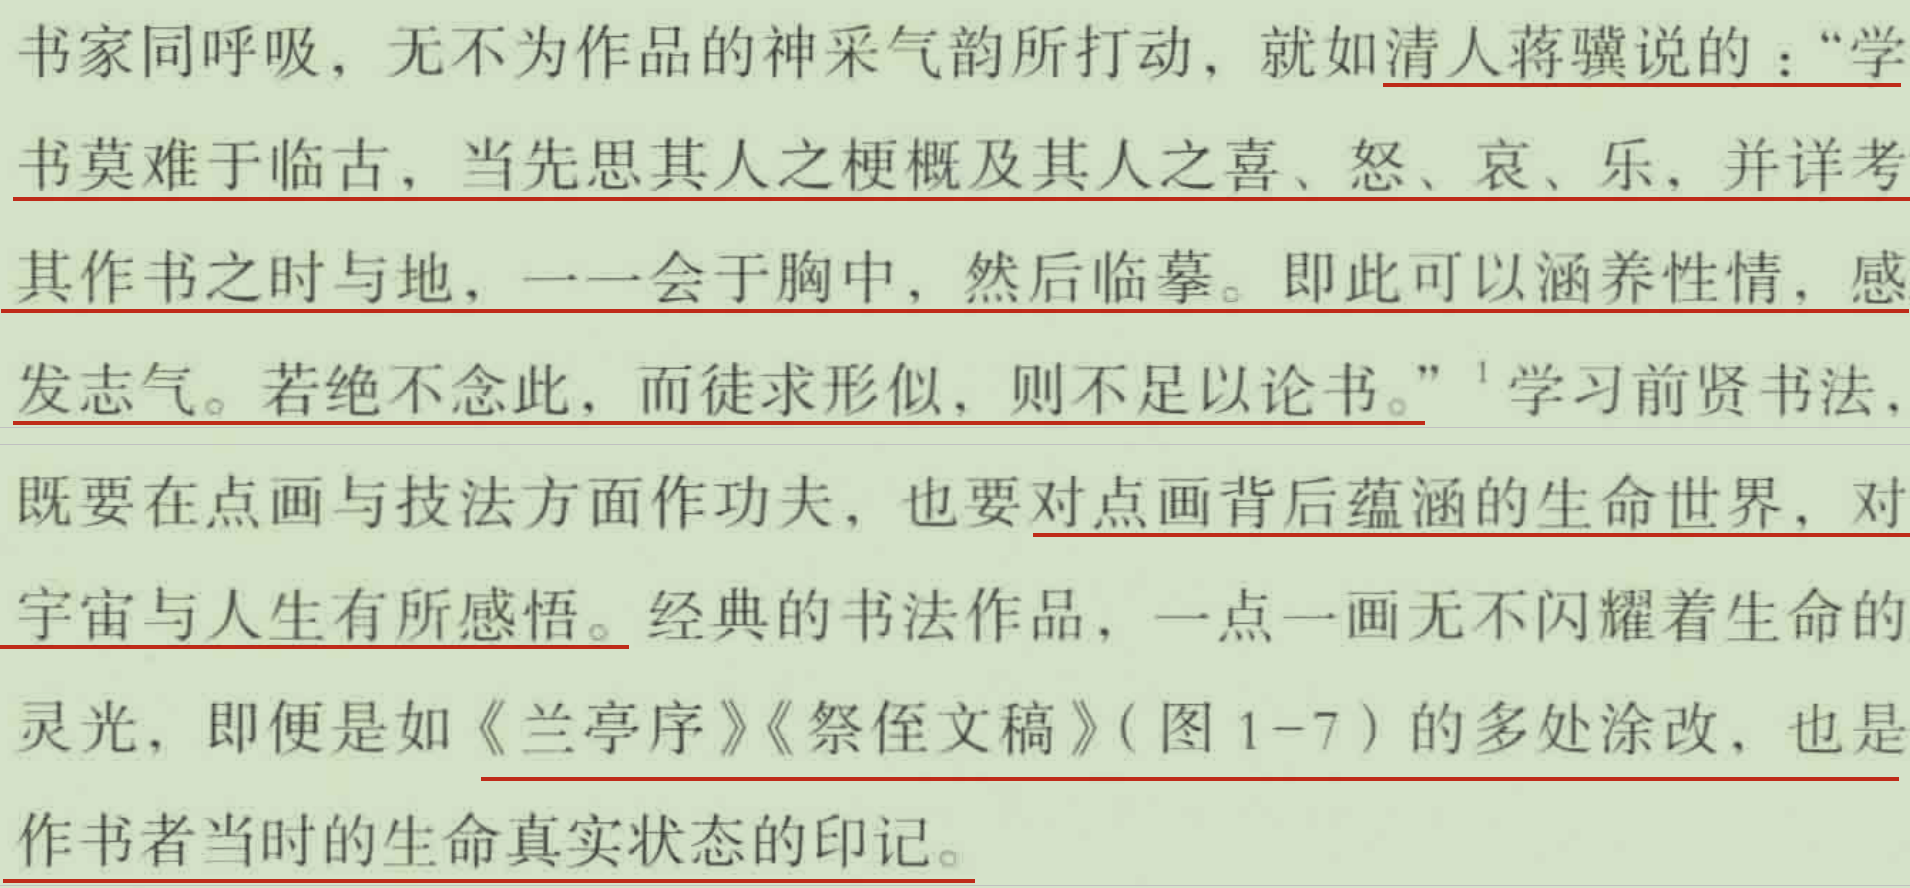 书家同呼吸，无不为作品的神采气韵所打动，就如清人蒋骥说的：“学
书莫难于临古，当先思其人之梗概及其人之喜、怒、哀、乐，并详考
其作书之时与地，一一会于胸中，然后临摹。即此可以涵养性情，感
发志气。若绝不念此，而徒求形似，则不足以论书。”1学习前贤书法，
既要在点画与技法方面作功夫，也要对点画背后蕴涵的生命世界，对
宇宙与人生有所感悟。经典的书法作品，一点一画无不闪耀着生命的
灵光，即便是如《兰亭序》《祭侄文稿》（图1-7）的多处涂改，也是
作书者当时的生命真实状态的印记。